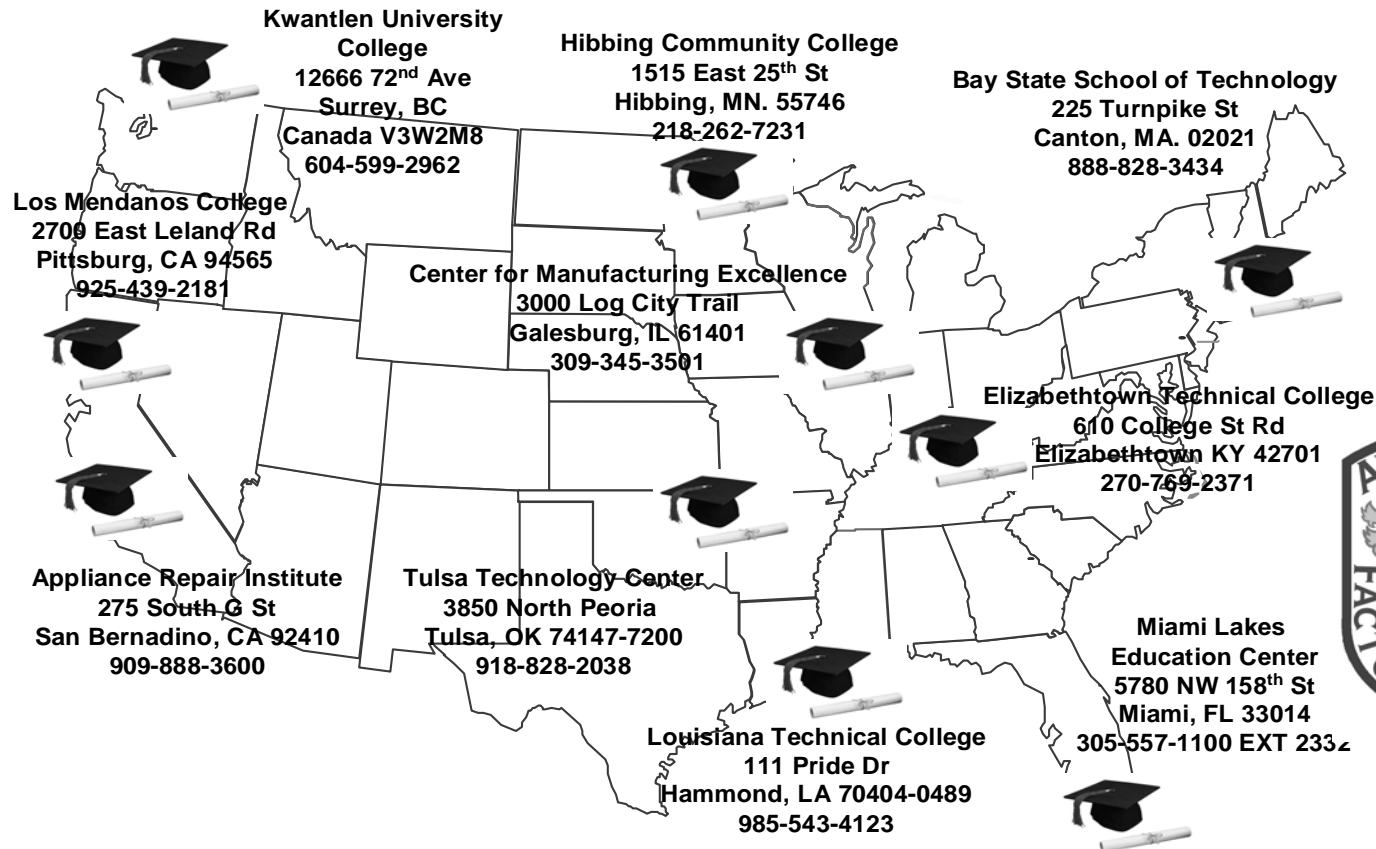 Kwantlen University
College
12666 72nd Ave
Surrey, BC
Canada V3W2M8
604-599-2962
Hibbing Community College
1515 East 25th St
Hibbing, MN. 55746
218-262-7231
Bay State School of Technology
225 Turnpike St
Canton, MA. 02021
888-828-3434
Los Mendanos College
2700 East Leland Rd
Pittsburg, CA 94565
925-439-2181
Center for Manufacturing Excellence
3000 Log City Trail
Galesburg, IL 61401
309-345-3501
Elizabethtown Technical College
610 College St Rd
Elizabethtown KY 42701
270-769-2371
Appliance Repair Institute
275 South G St
San Bernadino, CA 92410
909-888-3600
Tulsa Technology Center
3850 North Peoria
Tulsa, OK 74147-7200
918-828-2038
Miami Lakes
Education Center
5780 NW 158th St
Miami, FL 33014
305-557-1100 EXT 2332
Louisiana Technical College
111 Pride Dr
Hammond, LA 70404-0489
985-543-4123